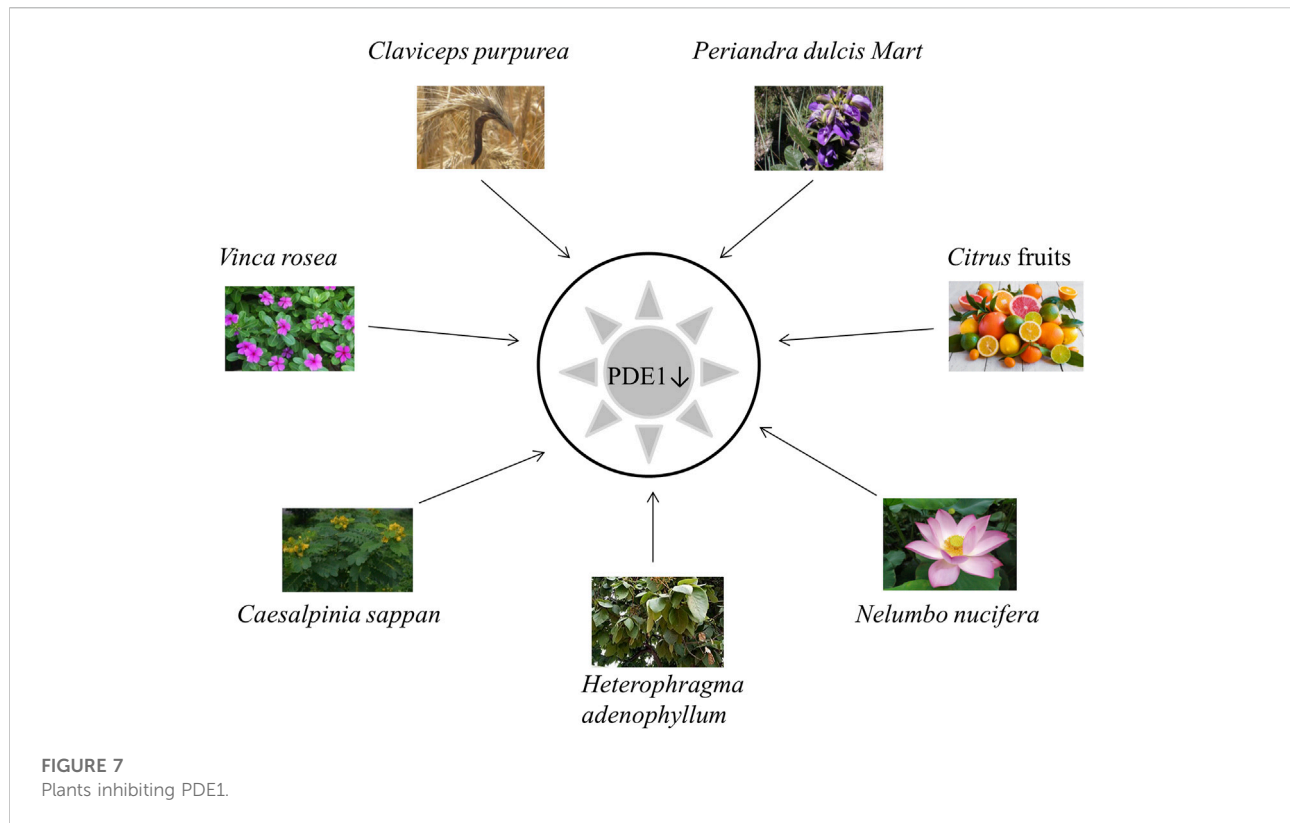 Claviceps purpurea
Periandra dulcis Mart
Vinca rosea
Citrus fruits
PDE1↓
Caesalpinia sappan
Nelumbo nucifera
Heterophragma
adenophyllum
FIGURE 7
Plants inhibiting PDE1.